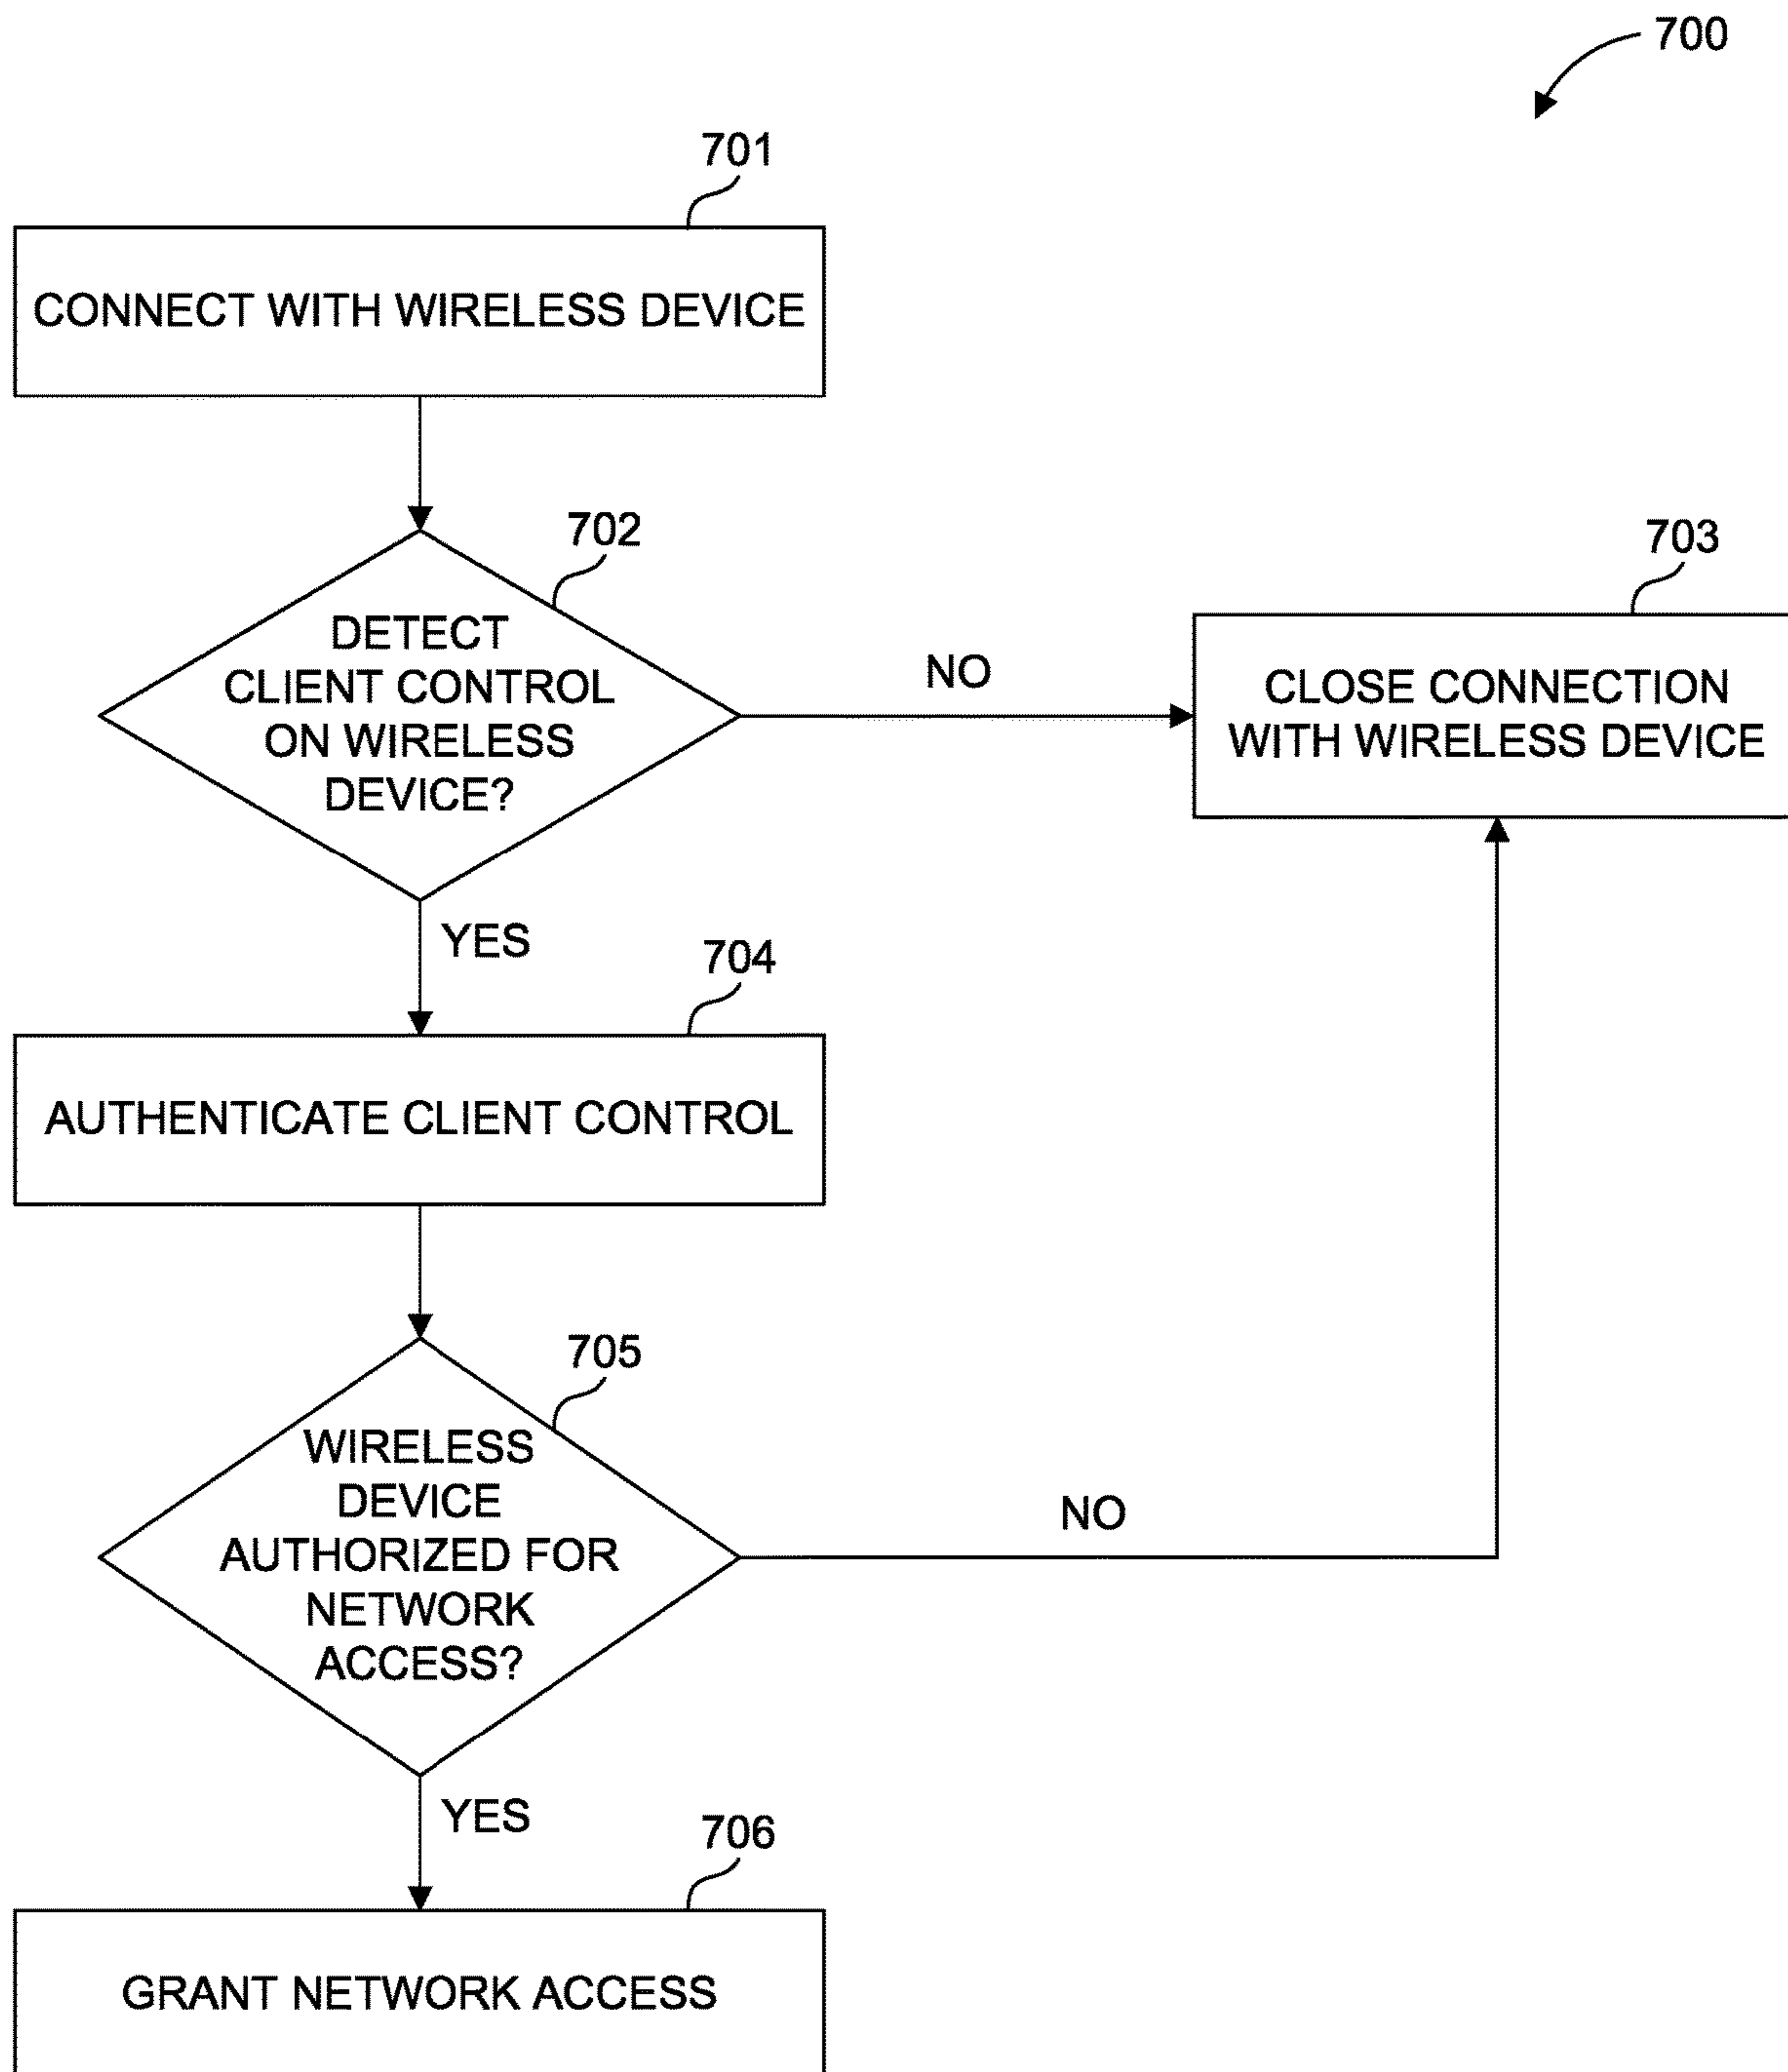 700
701
CONNECT WITH WIRELESS DEVICE
702
DETECT
CLIENT CONTROL
ON WIRELESS
DEVICE?
NO
703
CLOSE CONNECTION
WITH WIRELESS DEVICE
YES
704
AUTHENTICATE CLIENT CONTROL
705
WIRELESS
DEVICE
AUTHORIZED FOR
NETWORK
ACCESS?
NO
YES
706
GRANT NETWORK ACCESS